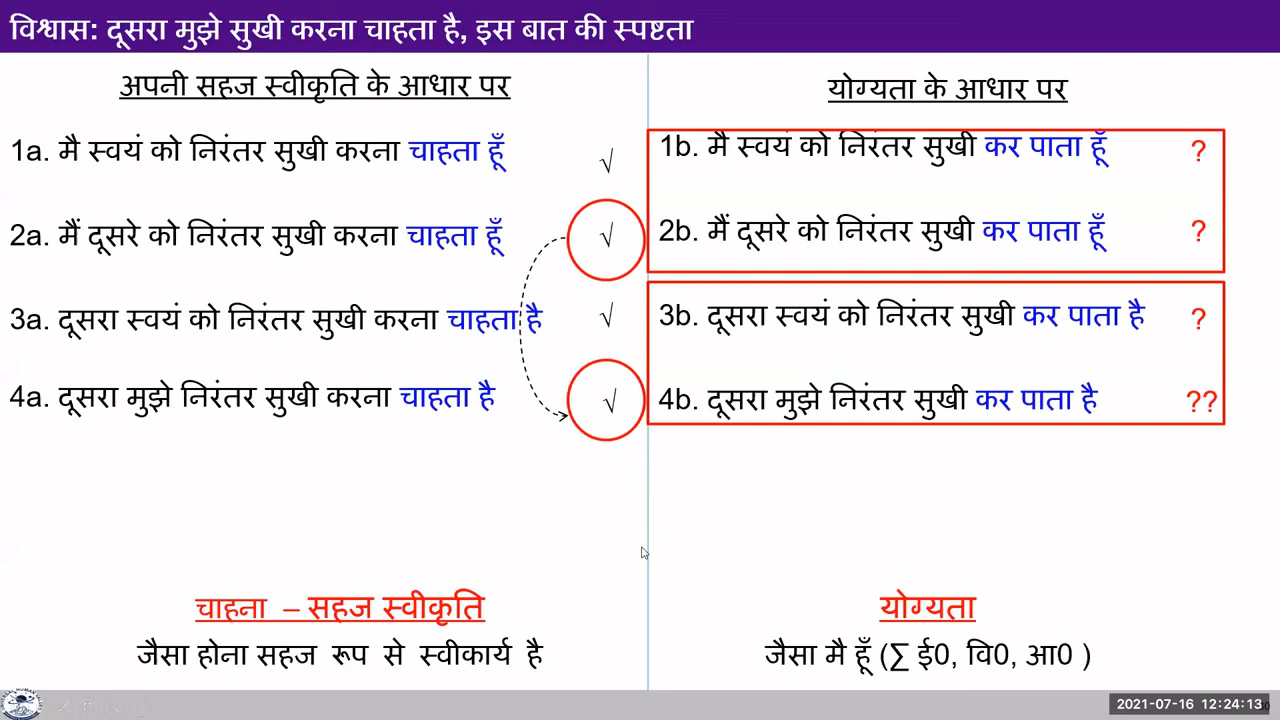 विश्वास: दूसरा मुझे सुखी करना चाहता है, इस बात की स्पष्टता
अपनी सहज स्वीकृति के आधार पर
1a. मै स्वयं को निरंतर सुखी करना चाहता हूँ √
2a. मैं दूसरे को निरंतर सुखी करना चाहता हूँ √
3a. दूसरा स्वयं को निरंतर सुखी करना चाहता है √
4a. दूसरा मुझे निरंतर सुखी करना चाहता है √
चाहना – सहज स्वीकृति
जैसा होना सहज रूप से स्वीकार्य है
योग्यता के आधार पर
1b. मै स्वयं को निरंतर सुखी कर पाता हूँ ?
2b. मैं दूसरे को निरंतर सुखी कर पाता हूँ ?
3b. दूसरा स्वयं को निरंतर सुखी कर पाता है ?
4b. दूसरा मुझे निरंतर सुखी कर पाता है ??
योग्यता
जैसा मै हूँ (∑ ई0, वि0, आ0 )
2021-07-16 12:24:13